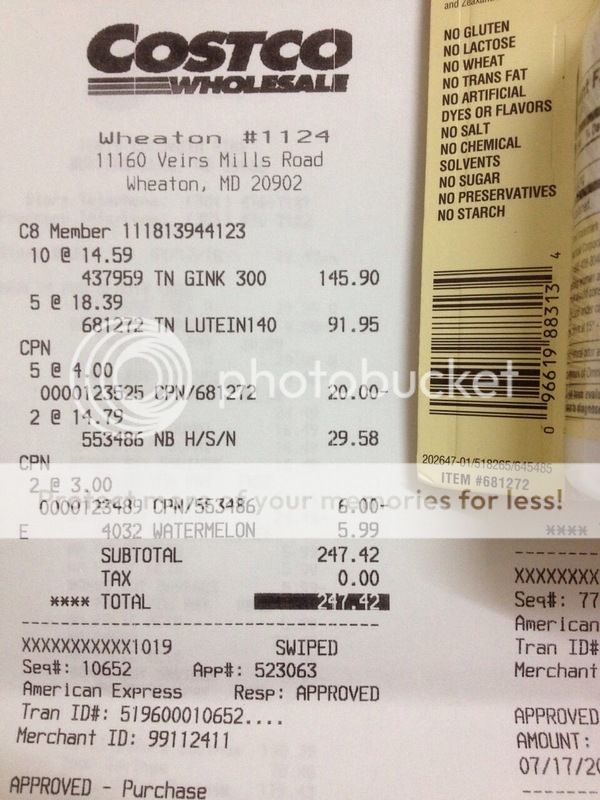 COSTCO
WHOLESALE
Wheaton #1124
11160 Veirs Mills Road
Wheaton, MD 20902
C8 Member 111813944123
10 @ 14.59
437959 TN GINK 300 145.90
5 @ 18.39
681272 TN LUTEIN140 91.95
CPN
5 @ 4.00
0000123525 CPN/681272 20.00-
2 @ 14.79
553486 NB H/S/N 29.58
CPN
2 @ 3.00
0000123489 CPN/553486 6.00-
E 4032 WATERMELON 5.99
SUBTOTAL 247.42
TAX 0.00
**** TOTAL 247.42
XXXXXXXXXXX1019 SWIPED
Seq#: 10652 App#: 523063
American Express Resp: APPROVED
Tran ID#: 519600010652....
Merchant ID: 99112411
APPROVED - Purchase
NO GLUTEN
NO LACTOSE
NO WHEAT
NO TRANS FAT
NO ARTIFICIAL
DYES OR FLAVORS
NO SALT
NO CHEMICAL
SOLVENTS
NO SUGAR
NO PRESERVATIVES
NO STARCH
0 96619 88313 4
202647-01/518265/645485
ITEM #681272
photobucket
Protect more of your memories for less!
****
XXXXXXXX
Seq#: 77
American
Tran ID#
Merchant
APPROVED
AMOUNT:
07/17/20